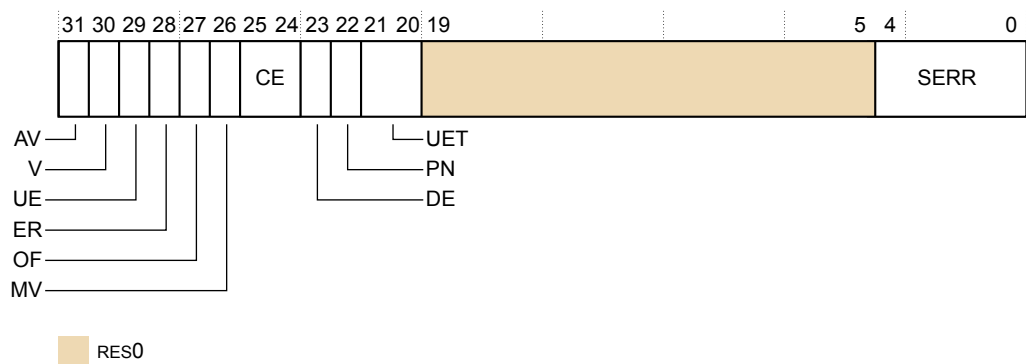 31 30 29 28 27 26 25 24 23 22 21 20 19 5 4 0
CE SERR
AV UET
V PN
UE DE
ER
OF
MV
RES0